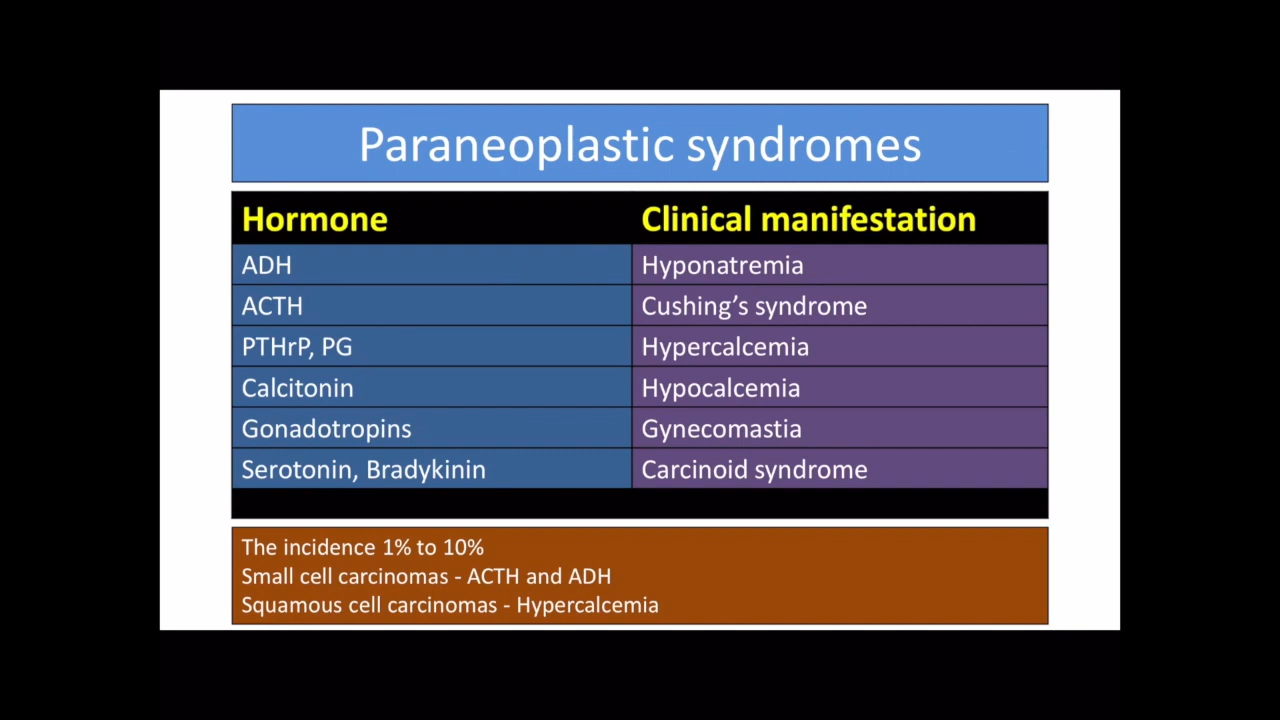 Paraneoplastic syndromes
Hormone Clinical manifestation
ADH Hyponatremia
ACTH Cushing’s syndrome
PTHrP, PG Hypercalcemia
Calcitonin Hypocalcemia
Gonadotropins Gynecomastia
Serotonin, Bradykinin Carcinoid syndrome
The incidence 1% to 10%
Small cell carcinomas - ACTH and ADH
Squamous cell carcinomas - Hypercalcemia